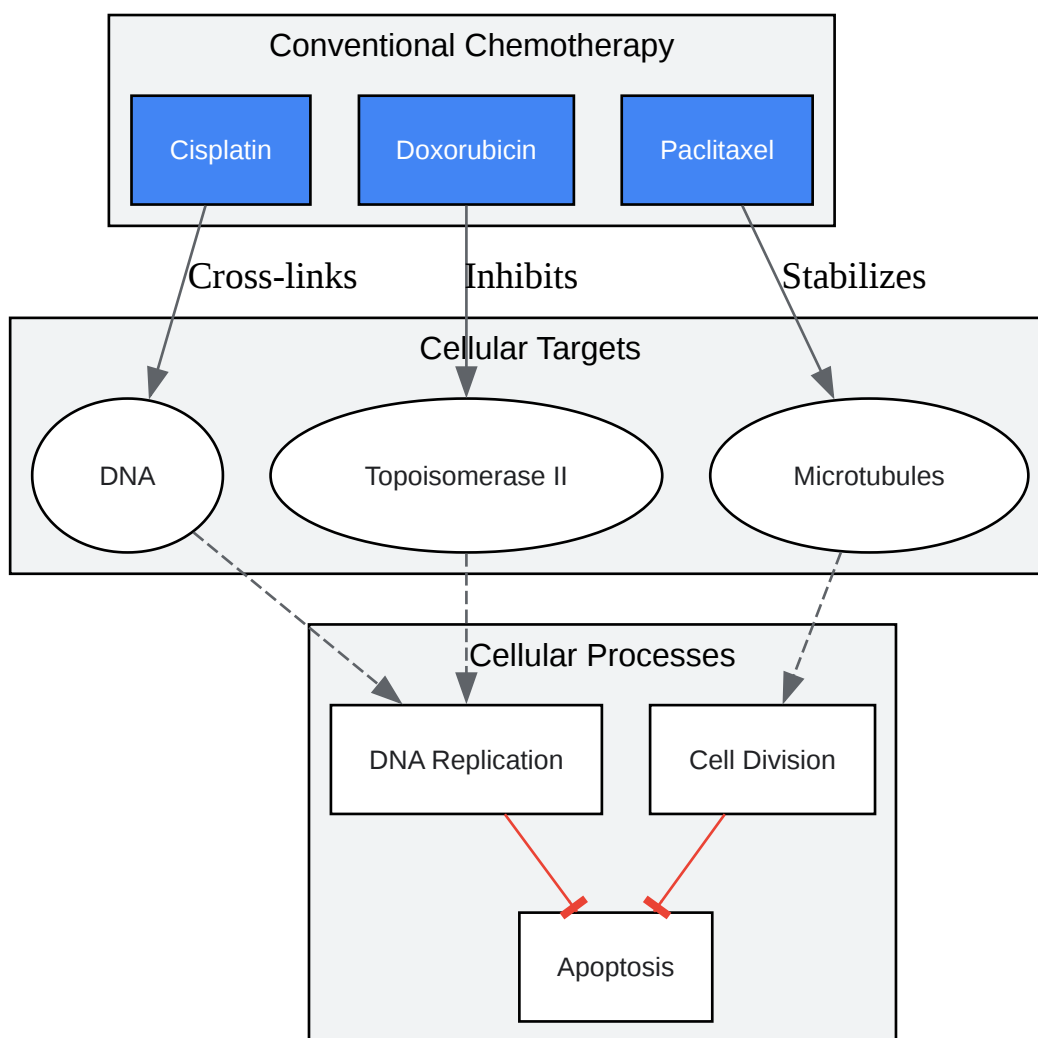 Conventional Chemotherapy
Cisplatin
Doxorubicin
Paclitaxel
Cross-links
Inhibits
Stabilizes
Cellular Targets
DNA
Topoisomerase II
Microtubules
Cellular Processes
DNA Replication
Cell Division
Apoptosis